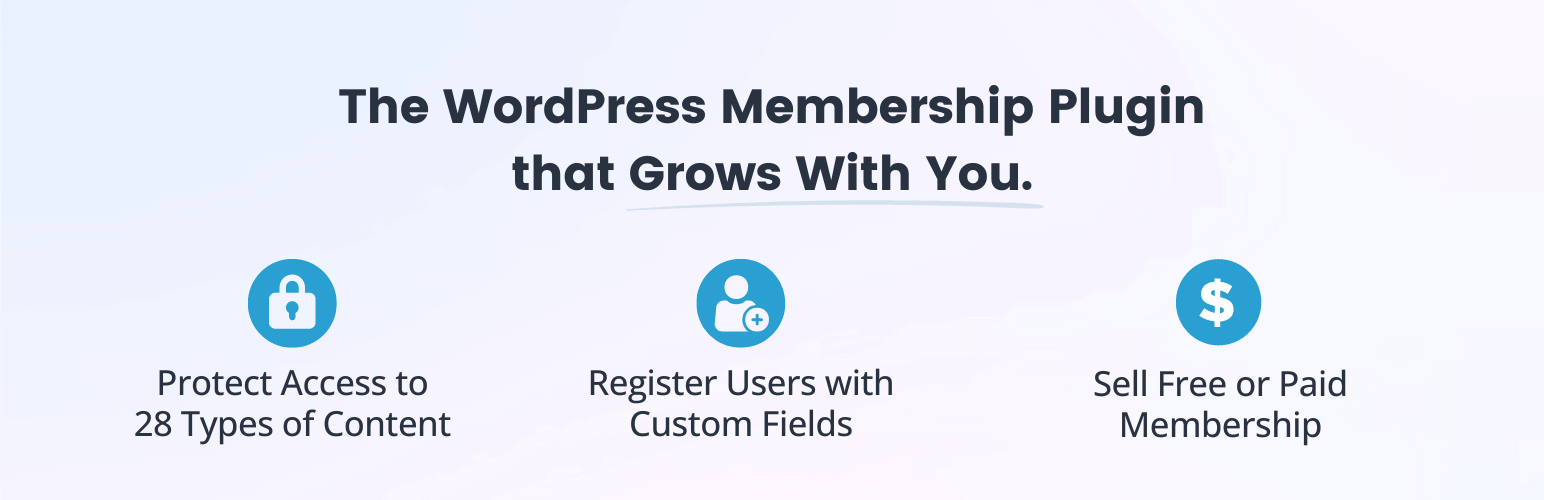 The WordPress Membership Plugin
that Grows With You.
$
Protect Access to
28 Types of Content
Register Users with
Custom Fields
Sell Free or Paid
Membership